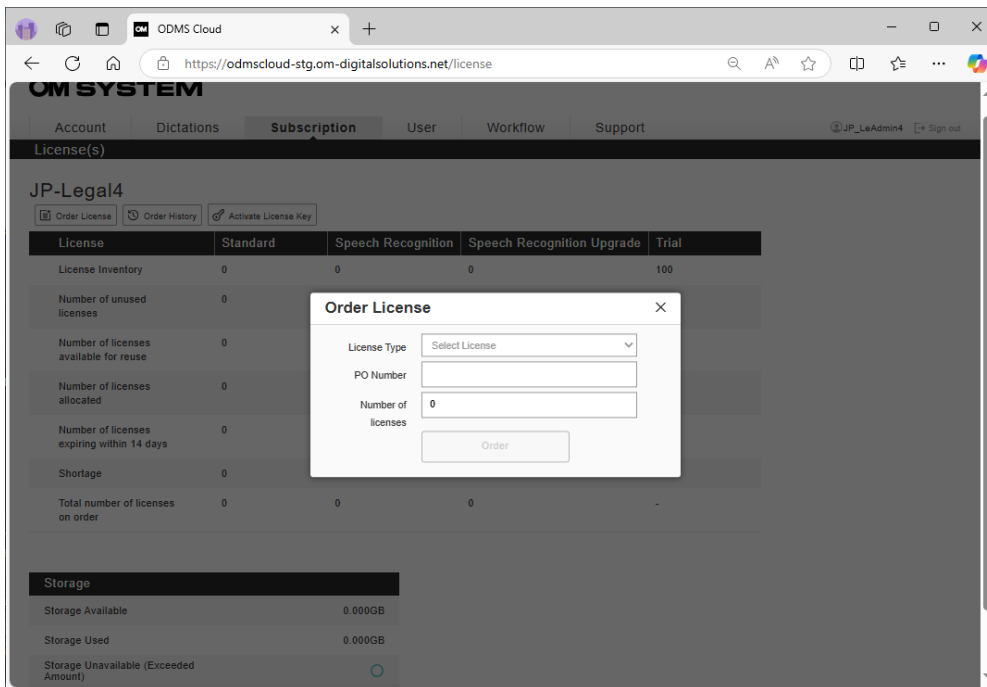 OM ODMS Cloud
https://odmscloud-stg.om-digitalsolutions.net/license
OM SYSTEM
Account Dictations Subscription User Workflow Support JP_LeAdmin4 Sign out
License(s)
JP-Legal4
Order License Order History Activate License Key
License Standard Speech Recognition Speech Recognition Upgrade Trial
License Inventory 0 0 0 100
Number of unused
licenses 0
Number of licenses
available for reuse 0
Number of licenses
allocated 0
Number of licenses
expiring within 14 days 0
Shortage 0
Total number of licenses
on order 0 0 0 -
Order License
License Type Select License
PO Number
Number of
licenses 0
Order
Storage
Storage Available 0.000GB
Storage Used 0.000GB
Storage Unavailable (Exceeded
Amount)